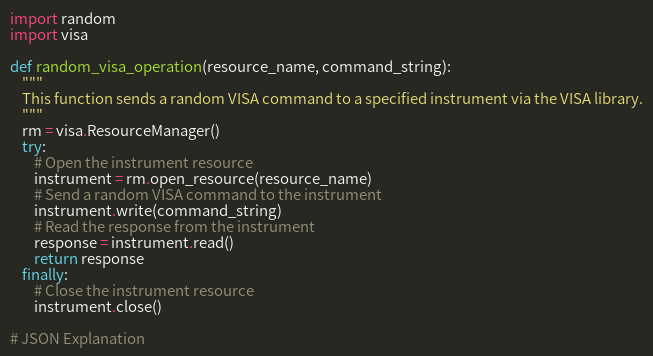 import random
import visa

def random_visa_operation(resource_name, command_string):
    """
    This function sends a random VISA command to a specified instrument via the VISA library.
    """
    rm = visa.ResourceManager()
    try:
        # Open the instrument resource
        instrument = rm.open_resource(resource_name)
        # Send a random VISA command to the instrument
        instrument.write(command_string)
        # Read the response from the instrument
        response = instrument.read()
        return response
    finally:
        # Close the instrument resource
        instrument.close()

# JSON Explanation